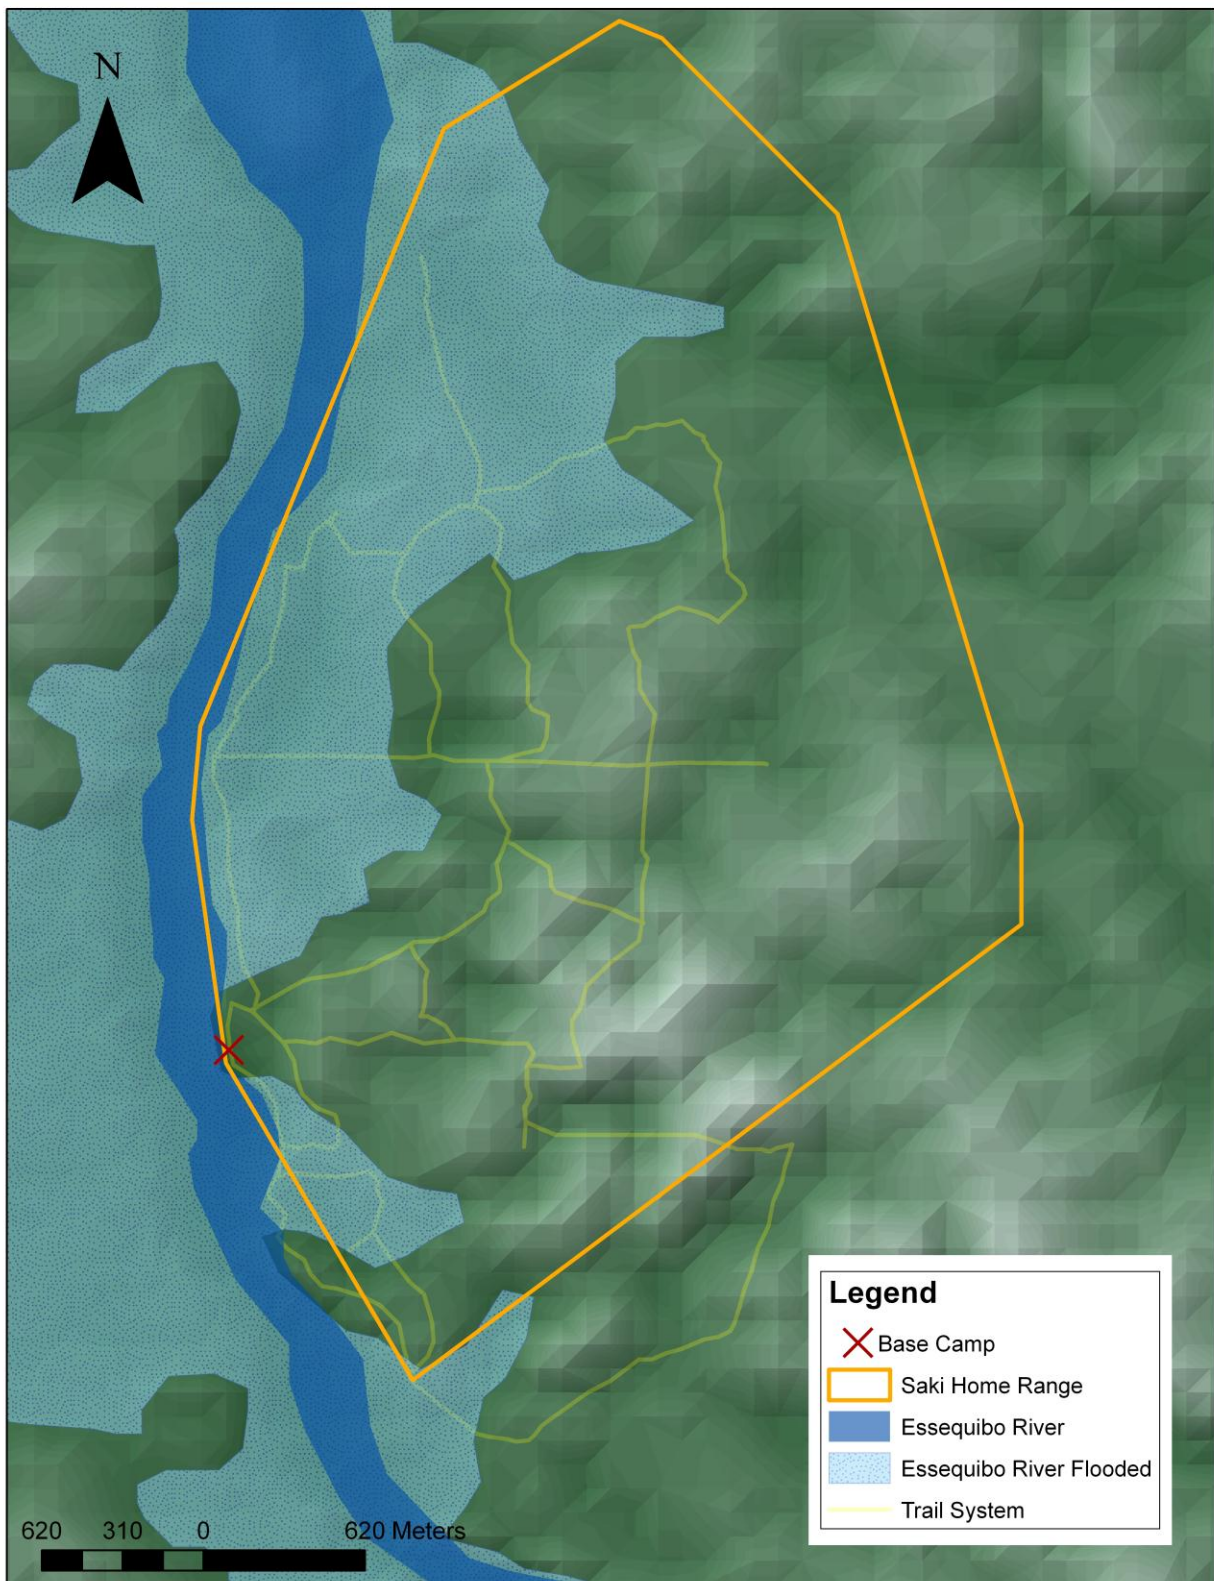 N
Legend
Base Camp
Saki Home Range
Essequibo River
Essequibo River Flooded
Trail System
620 310 0 620 Meters